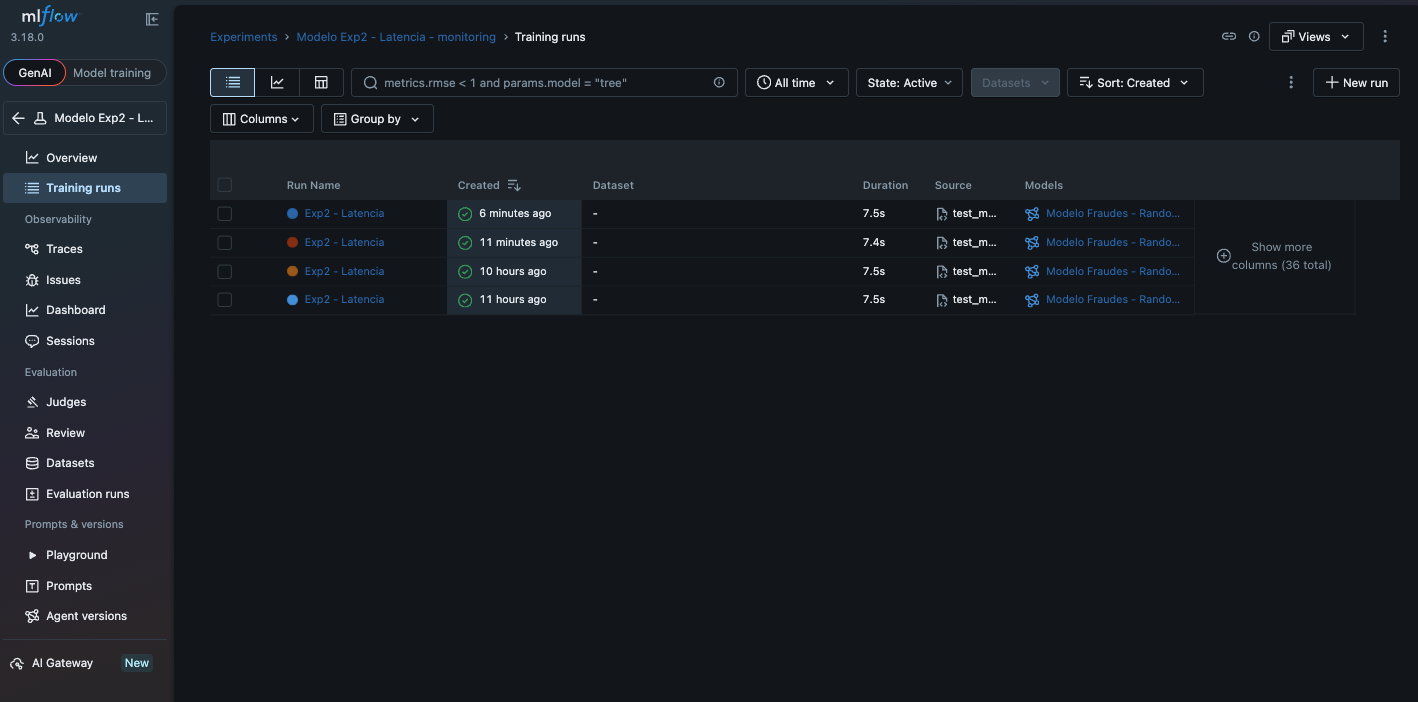 mlflow
3.18.0
GenAI
Model training
Modelo Exp2 - L...
Overview
Training runs
Observability
Traces
Issues
Dashboard
Sessions
Evaluation
Judges
Review
Datasets
Evaluation runs
Prompts & versions
Playground
Prompts
Agent versions
AI Gateway New
Experiments > Modelo Exp2 - Latencia - monitoring > Training runs
Views
metrics.rmse < 1 and params.model = "tree"
All time
State: Active
Datasets
Sort: Created
New run
Columns
Group by
Run Name Created Dataset Duration Source Models
Exp2 - Latencia 6 minutes ago - 7.5s test_m... Modelo Fraudes - Rando...
Exp2 - Latencia 11 minutes ago - 7.4s test_m... Modelo Fraudes - Rando...
Exp2 - Latencia 10 hours ago - 7.5s test_m... Modelo Fraudes - Rando...
Exp2 - Latencia 11 hours ago - 7.5s test_m... Modelo Fraudes - Rando...
Show more
columns (36 total)